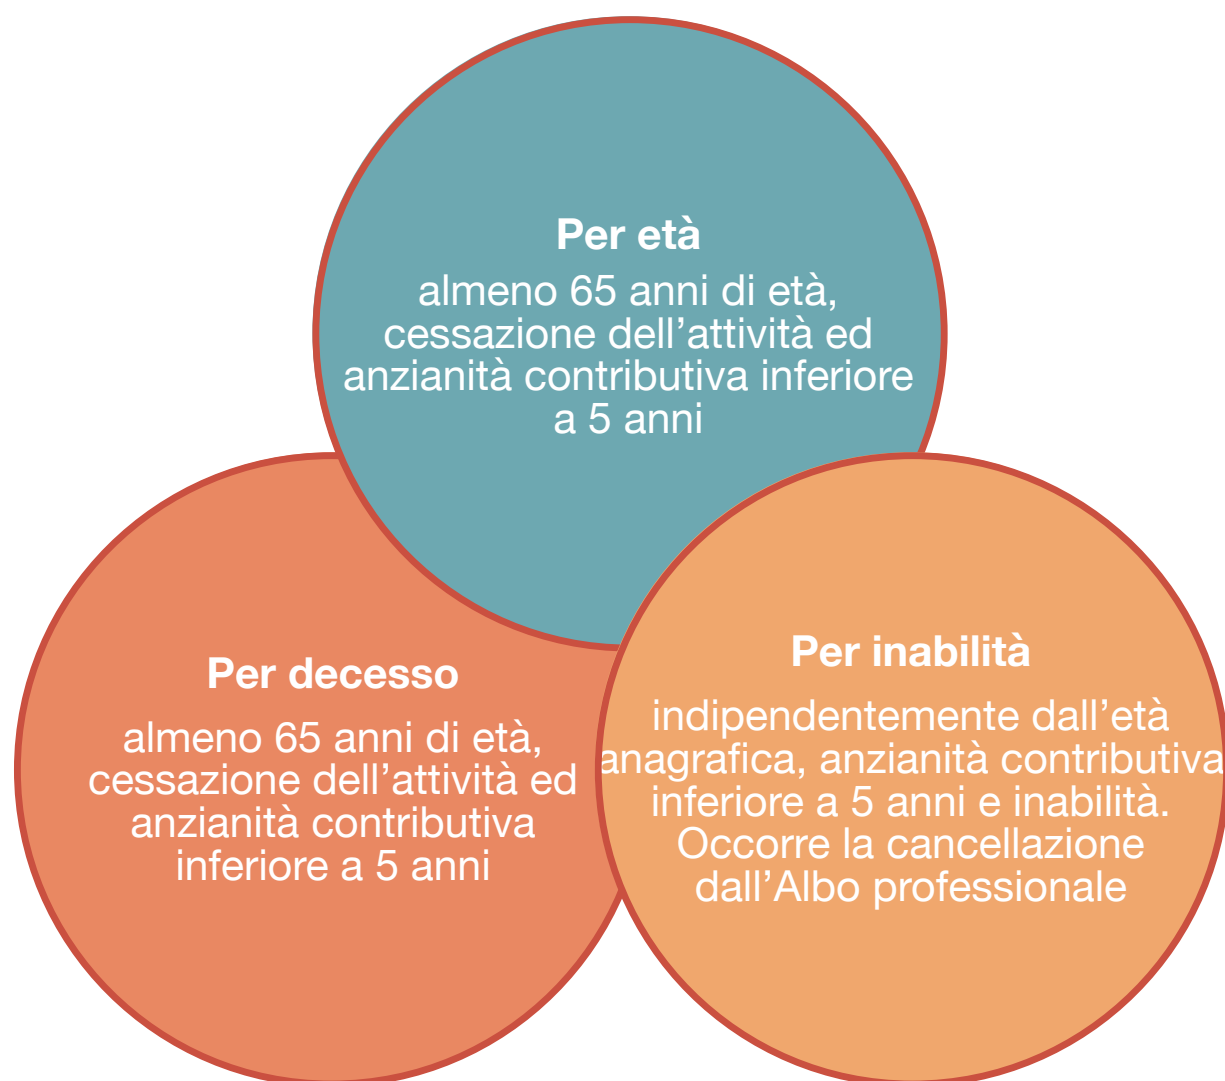 Per età
almeno 65 anni di età,
cessazione dell’attività ed
anzianità contributiva inferiore
a 5 anni
Per decesso
almeno 65 anni di età,
cessazione dell’attività ed
anzianità contributiva
inferiore a 5 anni
Per inabilità
indipendentemente dall’età
anagrafica, anzianità contributiva
inferiore a 5 anni e inabilità.
Occorre la cancellazione
dall’Albo professionale